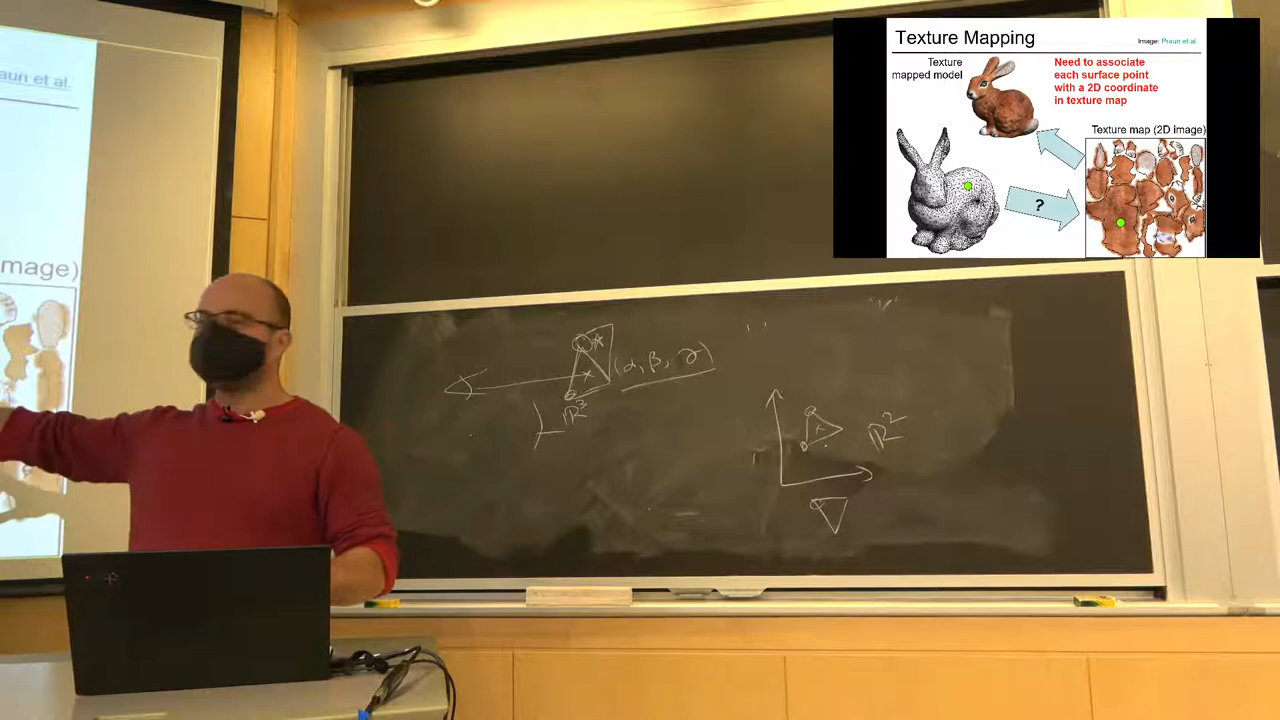 aun et al.
mage)
Texture Mapping
Image: Praun et al.
Texture
mapped model
Need to associate
each surface point
with a 2D coordinate
in texture map
Texture map (2D image)
?
(α, β, γ)
ℝ³
ℝ²